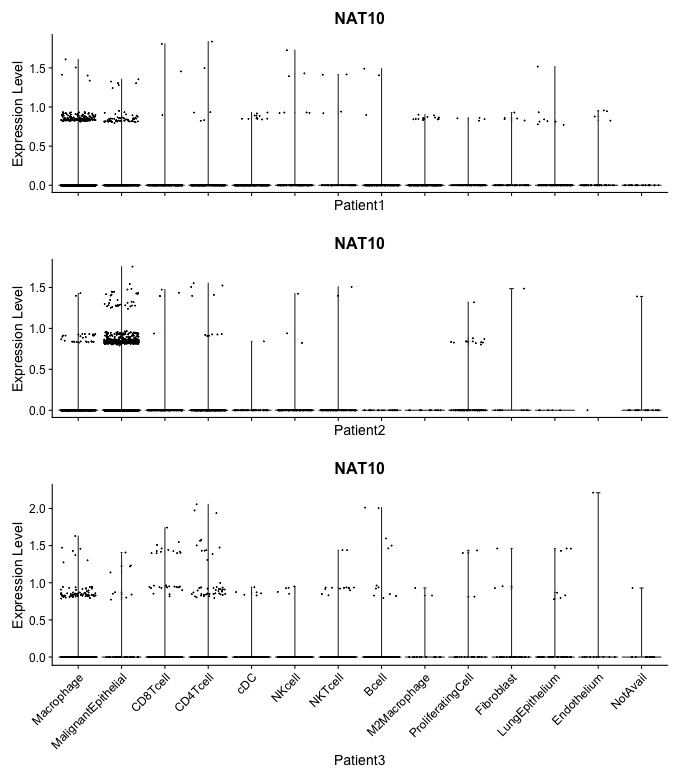 NAT10
Expression Level
1.5
1.0
0.5
0.0
Patient1
NAT10
Expression Level
1.5
1.0
0.5
0.0
Patient2
NAT10
Expression Level
2.0
1.5
1.0
0.5
0.0
Macrophage
MalignantEpithelial
CD8Tcell
CD4Tcell
cDC
NKcell
NKTcell
Bcell
M2Macrophage
ProliferatingCell
Fibroblast
LungEpithelium
Endothelium
NotAvail
Patient3